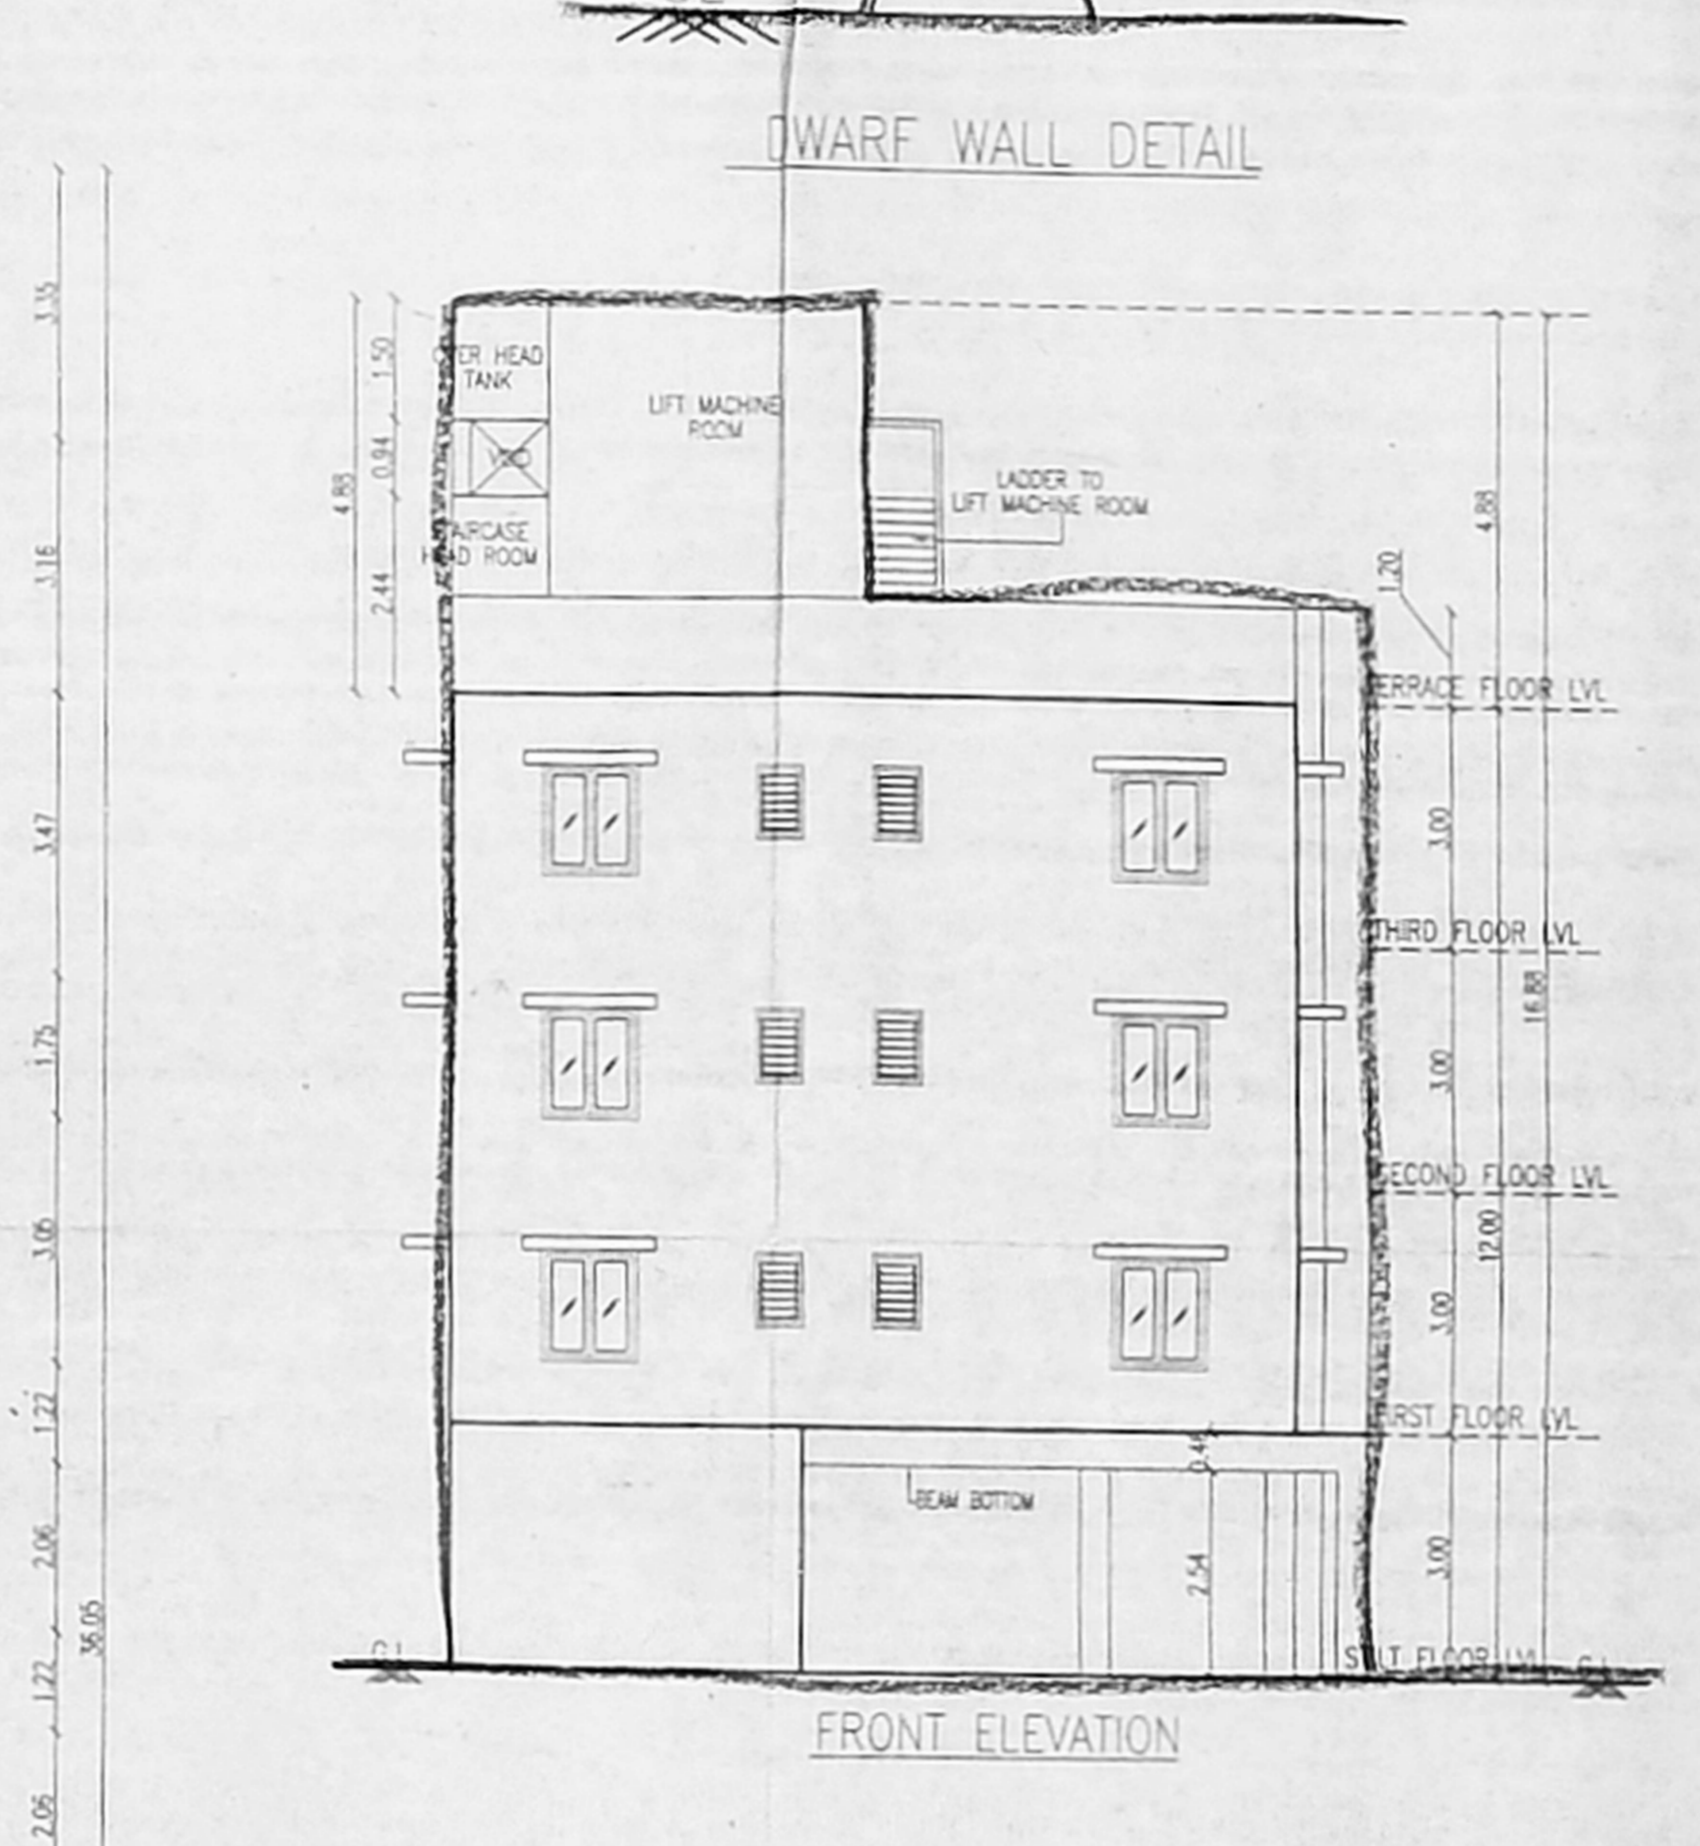 DWARF WALL DETAIL
3.35
3.16
3.47
1.75
3.05
1.22
2.06
1.22
2.06
36.05
4.88
1.50
0.94
2.44
OVER HEAD
TANK
VOID
STAIRCASE
HEAD ROOM
LIFT MACHINE
ROOM
LADDER TO
LIFT MACHINE ROOM
1.20
4.88
TERRACE FLOOR LVL
3.00
THIRD FLOOR LVL
16.88
3.00
SECOND FLOOR LVL
12.00
3.00
FIRST FLOOR LVL
0.46
BEAM BOTTOM
2.54
3.00
STILT FLOOR LVL
G.L
G.L
FRONT ELEVATION